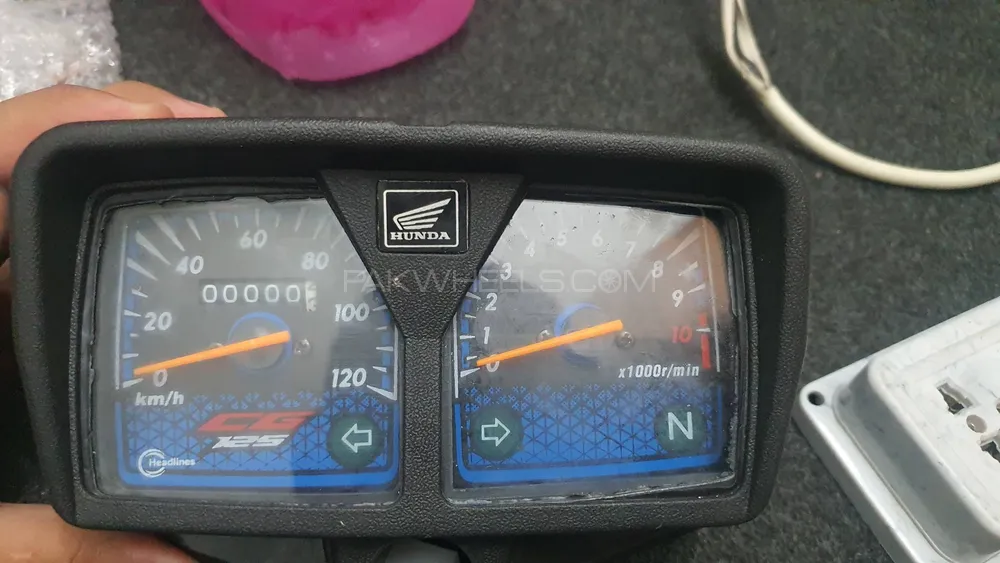 HUNDA
PAKWHEELS.COM
0 20 40 60 80 100 120
00000
km/h
CG
125
Headlines
0 1 2 3 4 5 6 7 8 9 10
x1000r/min
N